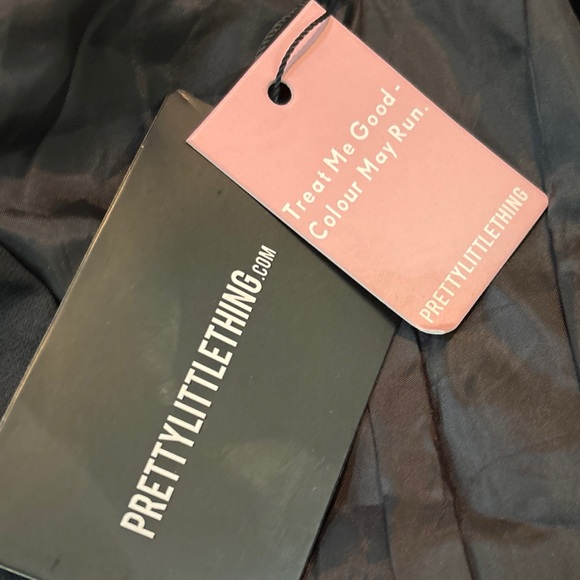 Treat Me Good -
Colour May Run.
PRETTYLITTLETHING
PRETTYLITTLETHING.COM